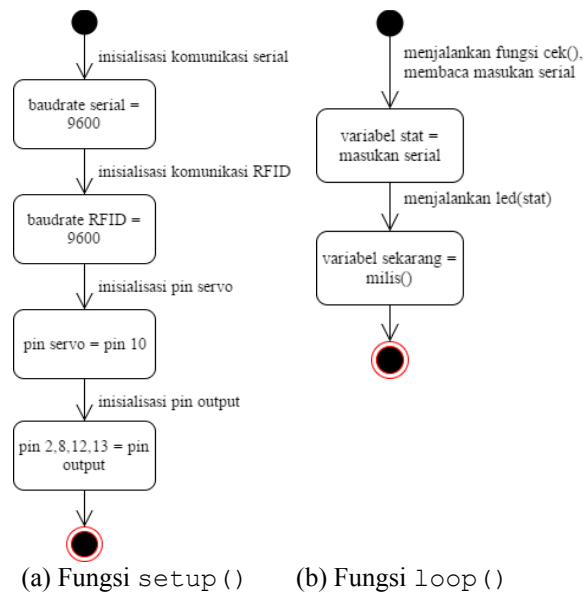 inisialisasi komunikasi serial
baudrate serial =
9600
inisialisasi komunikasi RFID
baudrate RFID =
9600
inisialisasi pin servo
pin servo = pin 10
inisialisasi pin output
pin 2,8,12,13 = pin
output
(a) Fungsi setup()
menjalankan fungsi cek(),
membaca masukan serial
variabel stat =
masukan serial
menjalankan led(stat)
variabel sekarang =
milis()
(b) Fungsi loop()